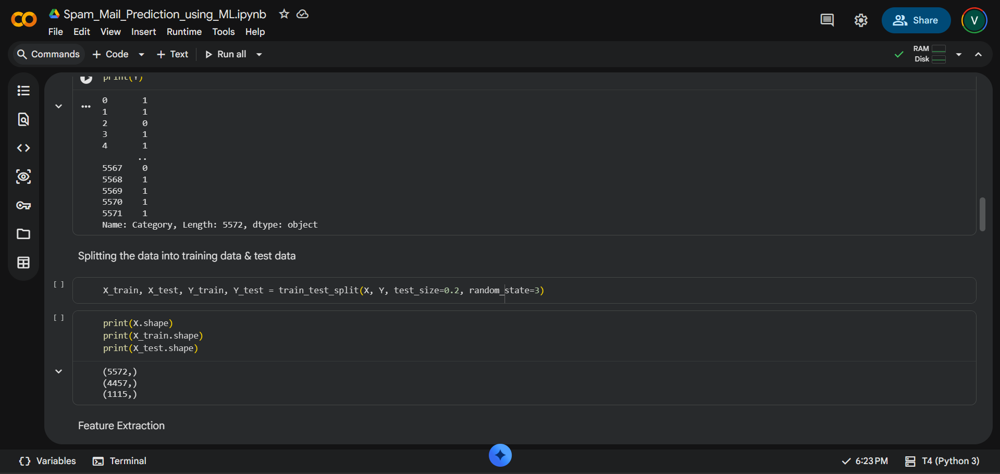 Spam_Mail_Prediction_using_ML.ipynb
File Edit View Insert Runtime Tools Help
Share
V
Commands + Code + Text Run all
RAM
Disk
print(Y)
0 1
1 1
2 0
3 1
4 1
..
5567 0
5568 1
5569 1
5570 1
5571 1
Name: Category, Length: 5572, dtype: object
Splitting the data into training data & test data
[ ] X_train, X_test, Y_train, Y_test = train_test_split(X, Y, test_size=0.2, random_state=3)
[ ] print(X.shape)
print(X_train.shape)
print(X_test.shape)
(5572,)
(4457,)
(1115,)
Feature Extraction
Variables Terminal
6:23 PM T4 (Python 3)